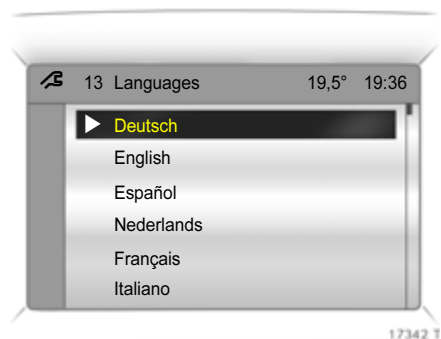 13 Languages 19,5° 19:36
Deutsch
English
Español
Nederlands
Français
Italiano
17342 T